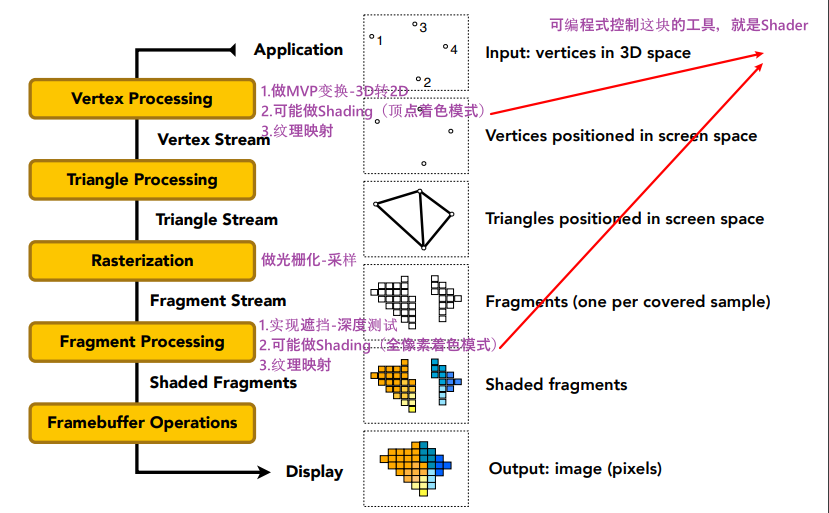 可编程式控制这块的工具，就是Shader
Application
1
3
4
2
Input: vertices in 3D space
Vertex Processing
1.做MVP变换-3D转2D
2.可能做Shading（顶点着色模式）
3.纹理映射
Vertex Stream
Vertices positioned in screen space
Triangle Processing
Triangle Stream
Triangles positioned in screen space
Rasterization
做光栅化-采样
Fragment Stream
Fragments (one per covered sample)
Fragment Processing
1.实现遮挡-深度测试
2.可能做Shading（全像素着色模式）
3.纹理映射
Shaded Fragments
Shaded fragments
Framebuffer Operations
Display
Output: image (pixels)